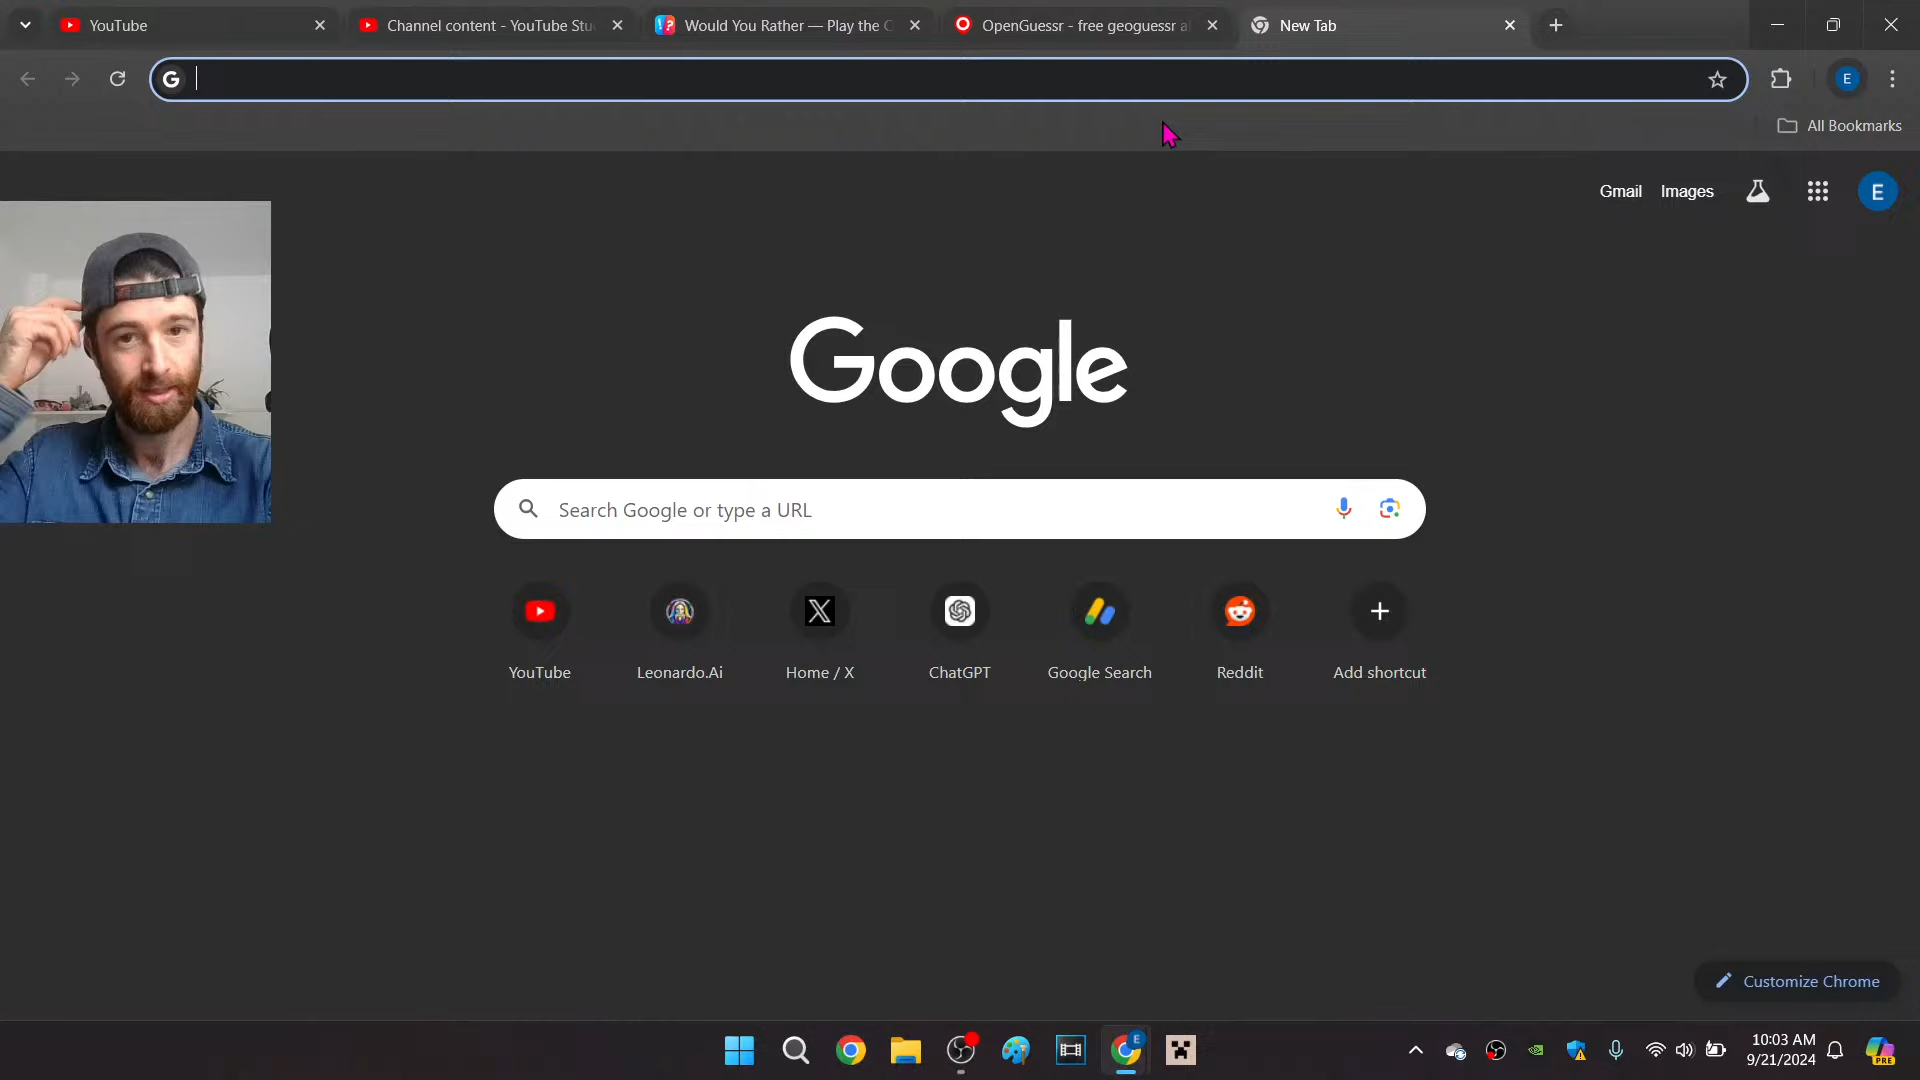 YouTube
Channel content - YouTube Stu
Would You Rather — Play the G
OpenGuessr - free geoguessr al
New Tab
G
E
All Bookmarks
Gmail
Images
E
Google
Search Google or type a URL
YouTube
Leonardo.Ai
Home / X
ChatGPT
Google Search
Reddit
Add shortcut
Customize Chrome
E
10:03 AM
9/21/2024
PRE